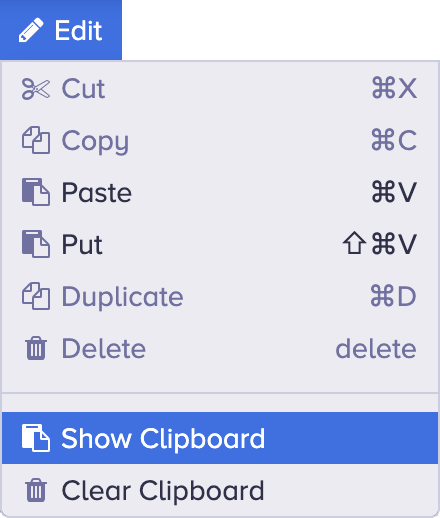 Edit
Cut ⌘X
Copy ⌘C
Paste ⌘V
Put ⇧⌘V
Duplicate ⌘D
Delete delete
Show Clipboard
Clear Clipboard